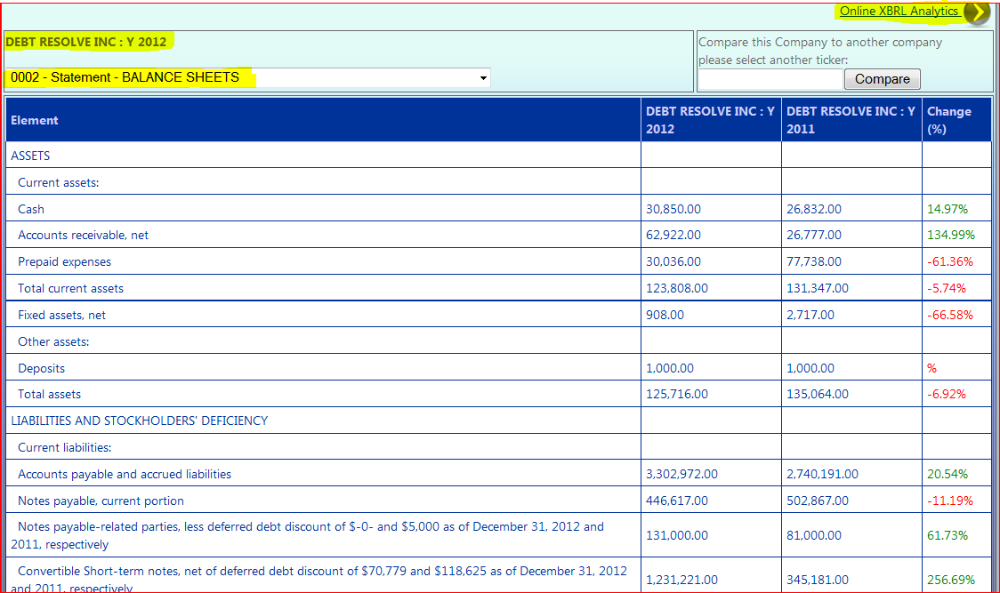 Online XBRL Analytics
DEBT RESOLVE INC : Y 2012
Compare this Company to another company
please select another ticker:
0002 - Statement - BALANCE SHEETS
Compare
Element DEBT RESOLVE INC : Y 2012 DEBT RESOLVE INC : Y 2011 Change (%)
ASSETS
Current assets:
Cash 30,850.00 26,832.00 14.97%
Accounts receivable, net 62,922.00 26,777.00 134.99%
Prepaid expenses 30,036.00 77,738.00 -61.36%
Total current assets 123,808.00 131,347.00 -5.74%
Fixed assets, net 908.00 2,717.00 -66.58%
Other assets:
Deposits 1,000.00 1,000.00 %
Total assets 125,716.00 135,064.00 -6.92%
LIABILITIES AND STOCKHOLDERS' DEFICIENCY
Current liabilities:
Accounts payable and accrued liabilities 3,302,972.00 2,740,191.00 20.54%
Notes payable, current portion 446,617.00 502,867.00 -11.19%
Notes payable-related parties, less deferred debt discount of $-0- and $5,000 as of December 31, 2012 and
2011, respectively 131,000.00 81,000.00 61.73%
Convertible Short-term notes, net of deferred debt discount of $70,779 and $118,625 as of December 31, 2012
and 2011, respectively 1,231,221.00 345,181.00 256.69%